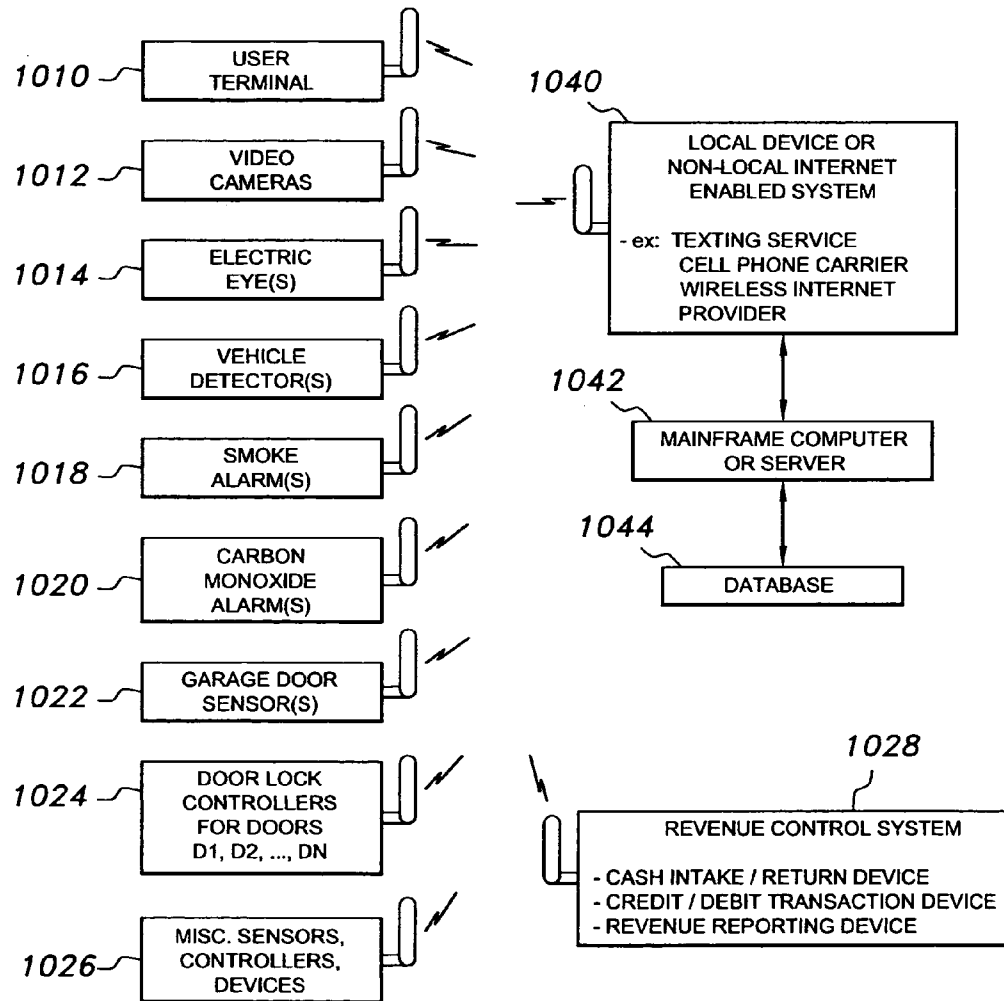 1010
USER
TERMINAL
1012
VIDEO
CAMERAS
1014
ELECTRIC
EYE(S)
1016
VEHICLE
DETECTOR(S)
1018
SMOKE
ALARM(S)
1020
CARBON
MONOXIDE
ALARM(S)
1022
GARAGE DOOR
SENSOR(S)
1024
DOOR LOCK
CONTROLLERS
FOR DOORS
D1, D2, ..., DN
1026
MISC. SENSORS,
CONTROLLERS,
DEVICES
1040
LOCAL DEVICE OR
NON-LOCAL INTERNET
ENABLED SYSTEM
- ex: TEXTING SERVICE
CELL PHONE CARRIER
WIRELESS INTERNET
PROVIDER
1042
MAINFRAME COMPUTER
OR SERVER
1044
DATABASE
1028
REVENUE CONTROL SYSTEM
- CASH INTAKE / RETURN DEVICE
- CREDIT / DEBIT TRANSACTION DEVICE
- REVENUE REPORTING DEVICE